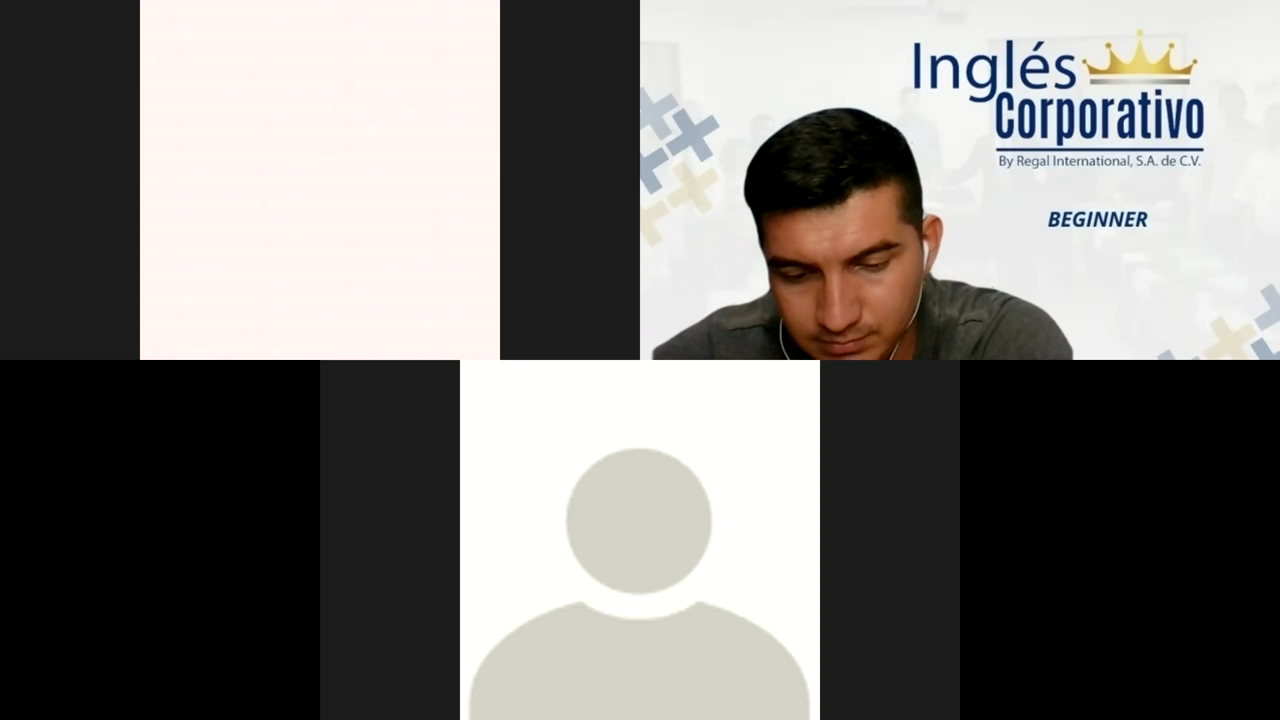 Inglés
Corporativo
By Regal International, S.A. de C.V.
BEGINNER